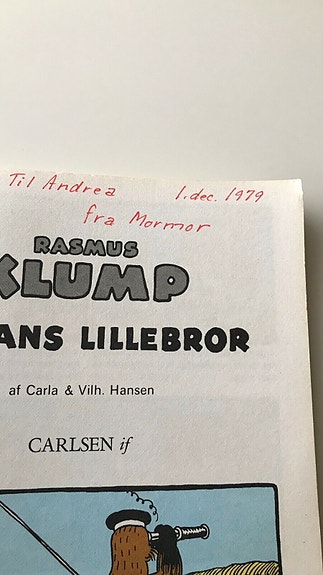 Til Andrea 1. dec. 1979
fra Mormor
RASMUS
KLUMP
ANS LILLEBROR
af Carla & Vilh. Hansen
CARLSEN if